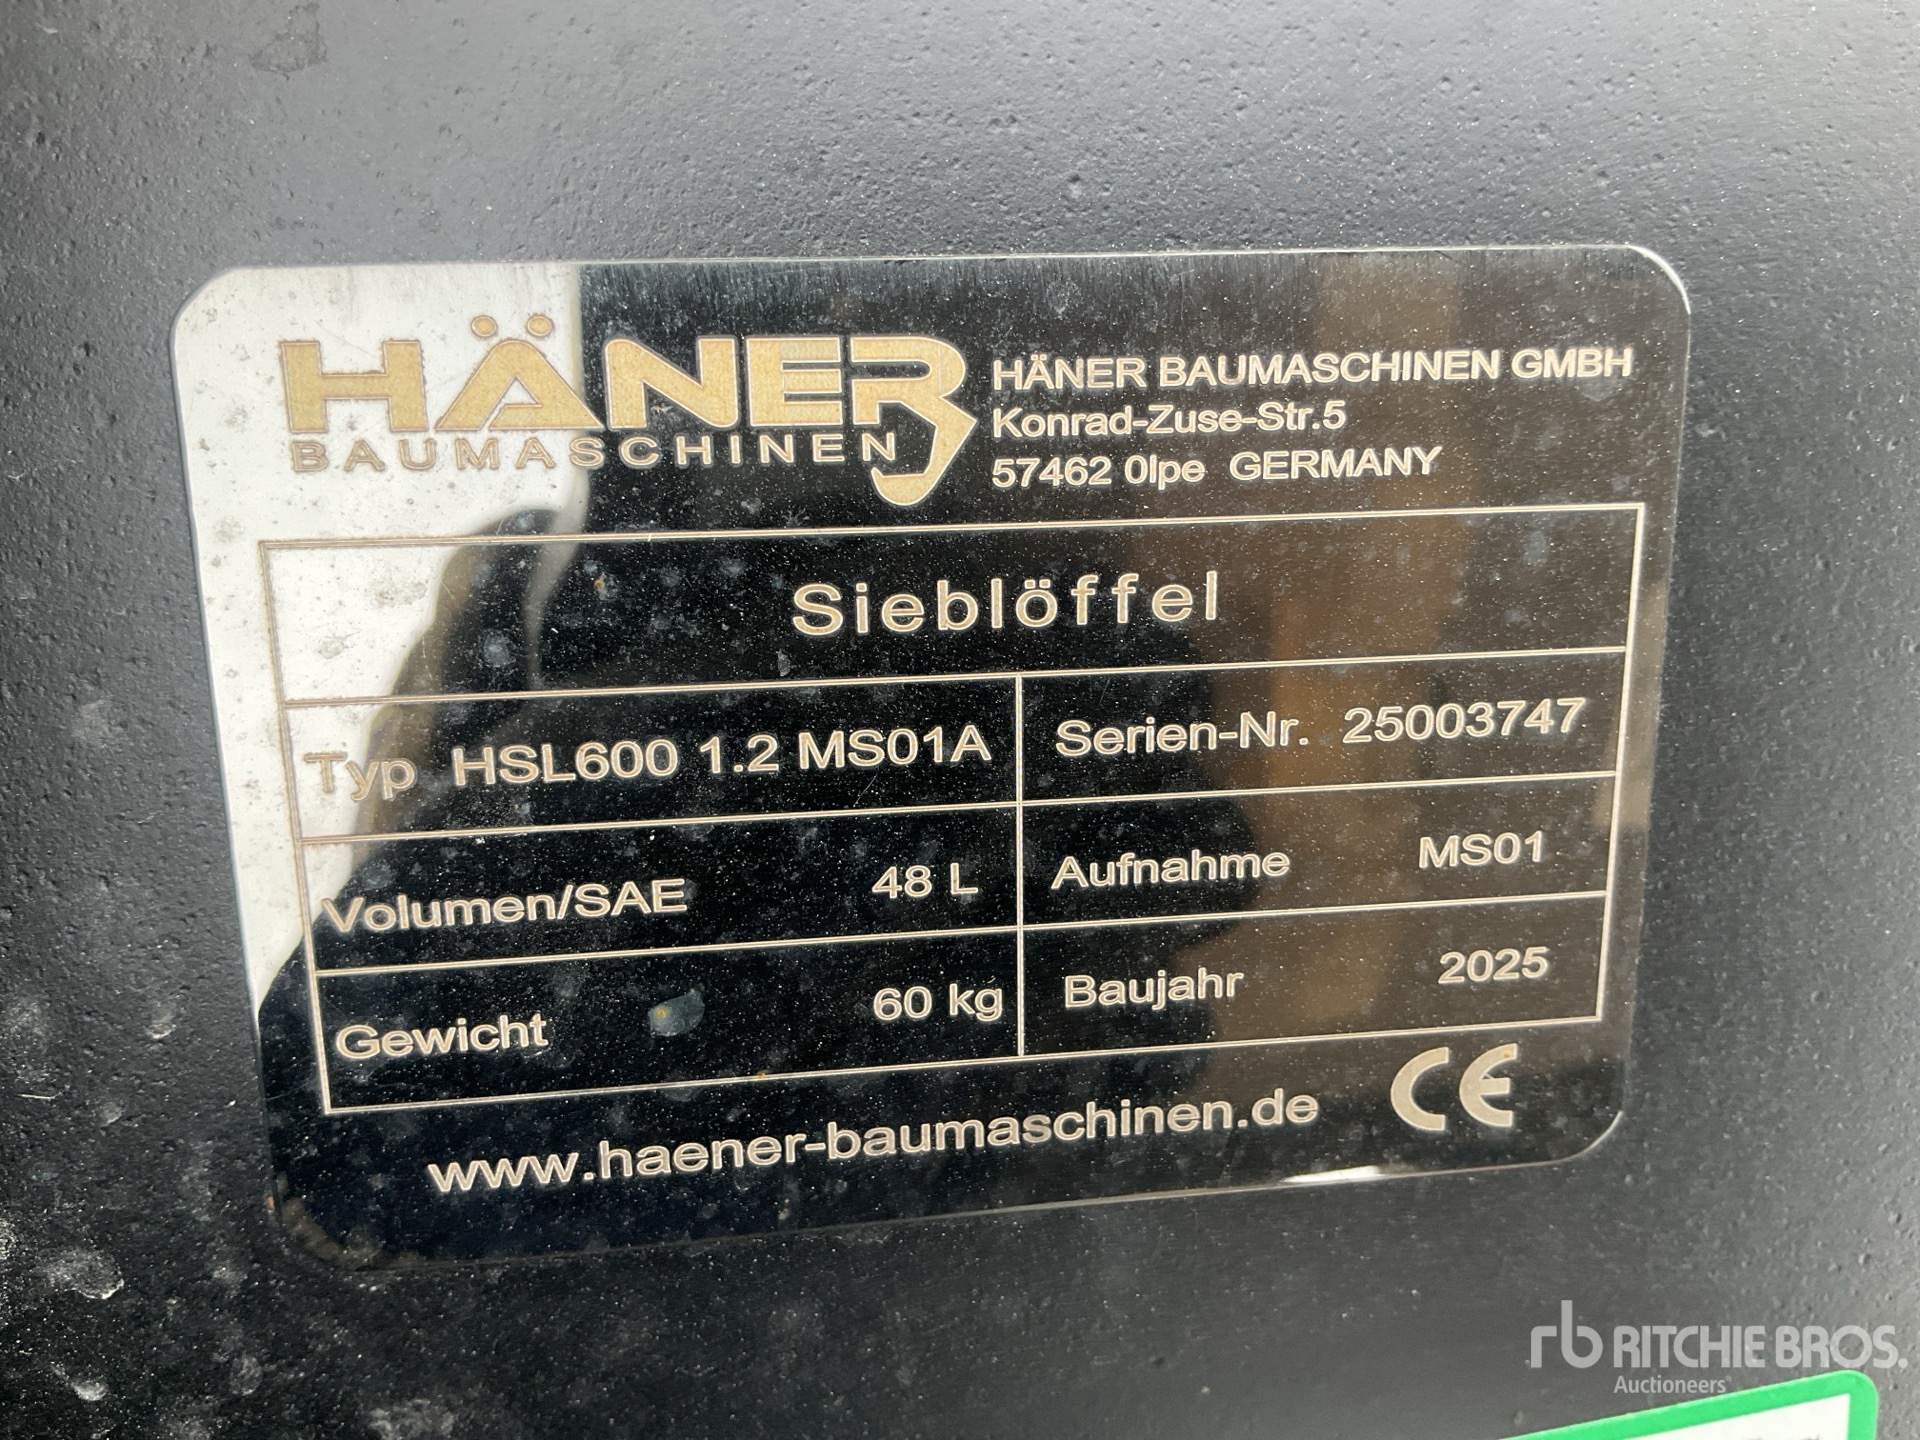 HÄNER
BAUMASCHINEN
HÄNER BAUMASCHINEN GMBH
Konrad-Zuse-Str.5
57462 Olpe GERMANY
Sieblöffel
Typ HSL600 1.2 MS01A
Serien-Nr. 25003747
Volumen/SAE 48 L
Aufnahme MS01
Gewicht 60 kg
Baujahr 2025
www.haener-baumaschinen.de CE
rb RITCHIE BROS.
Auctioneers